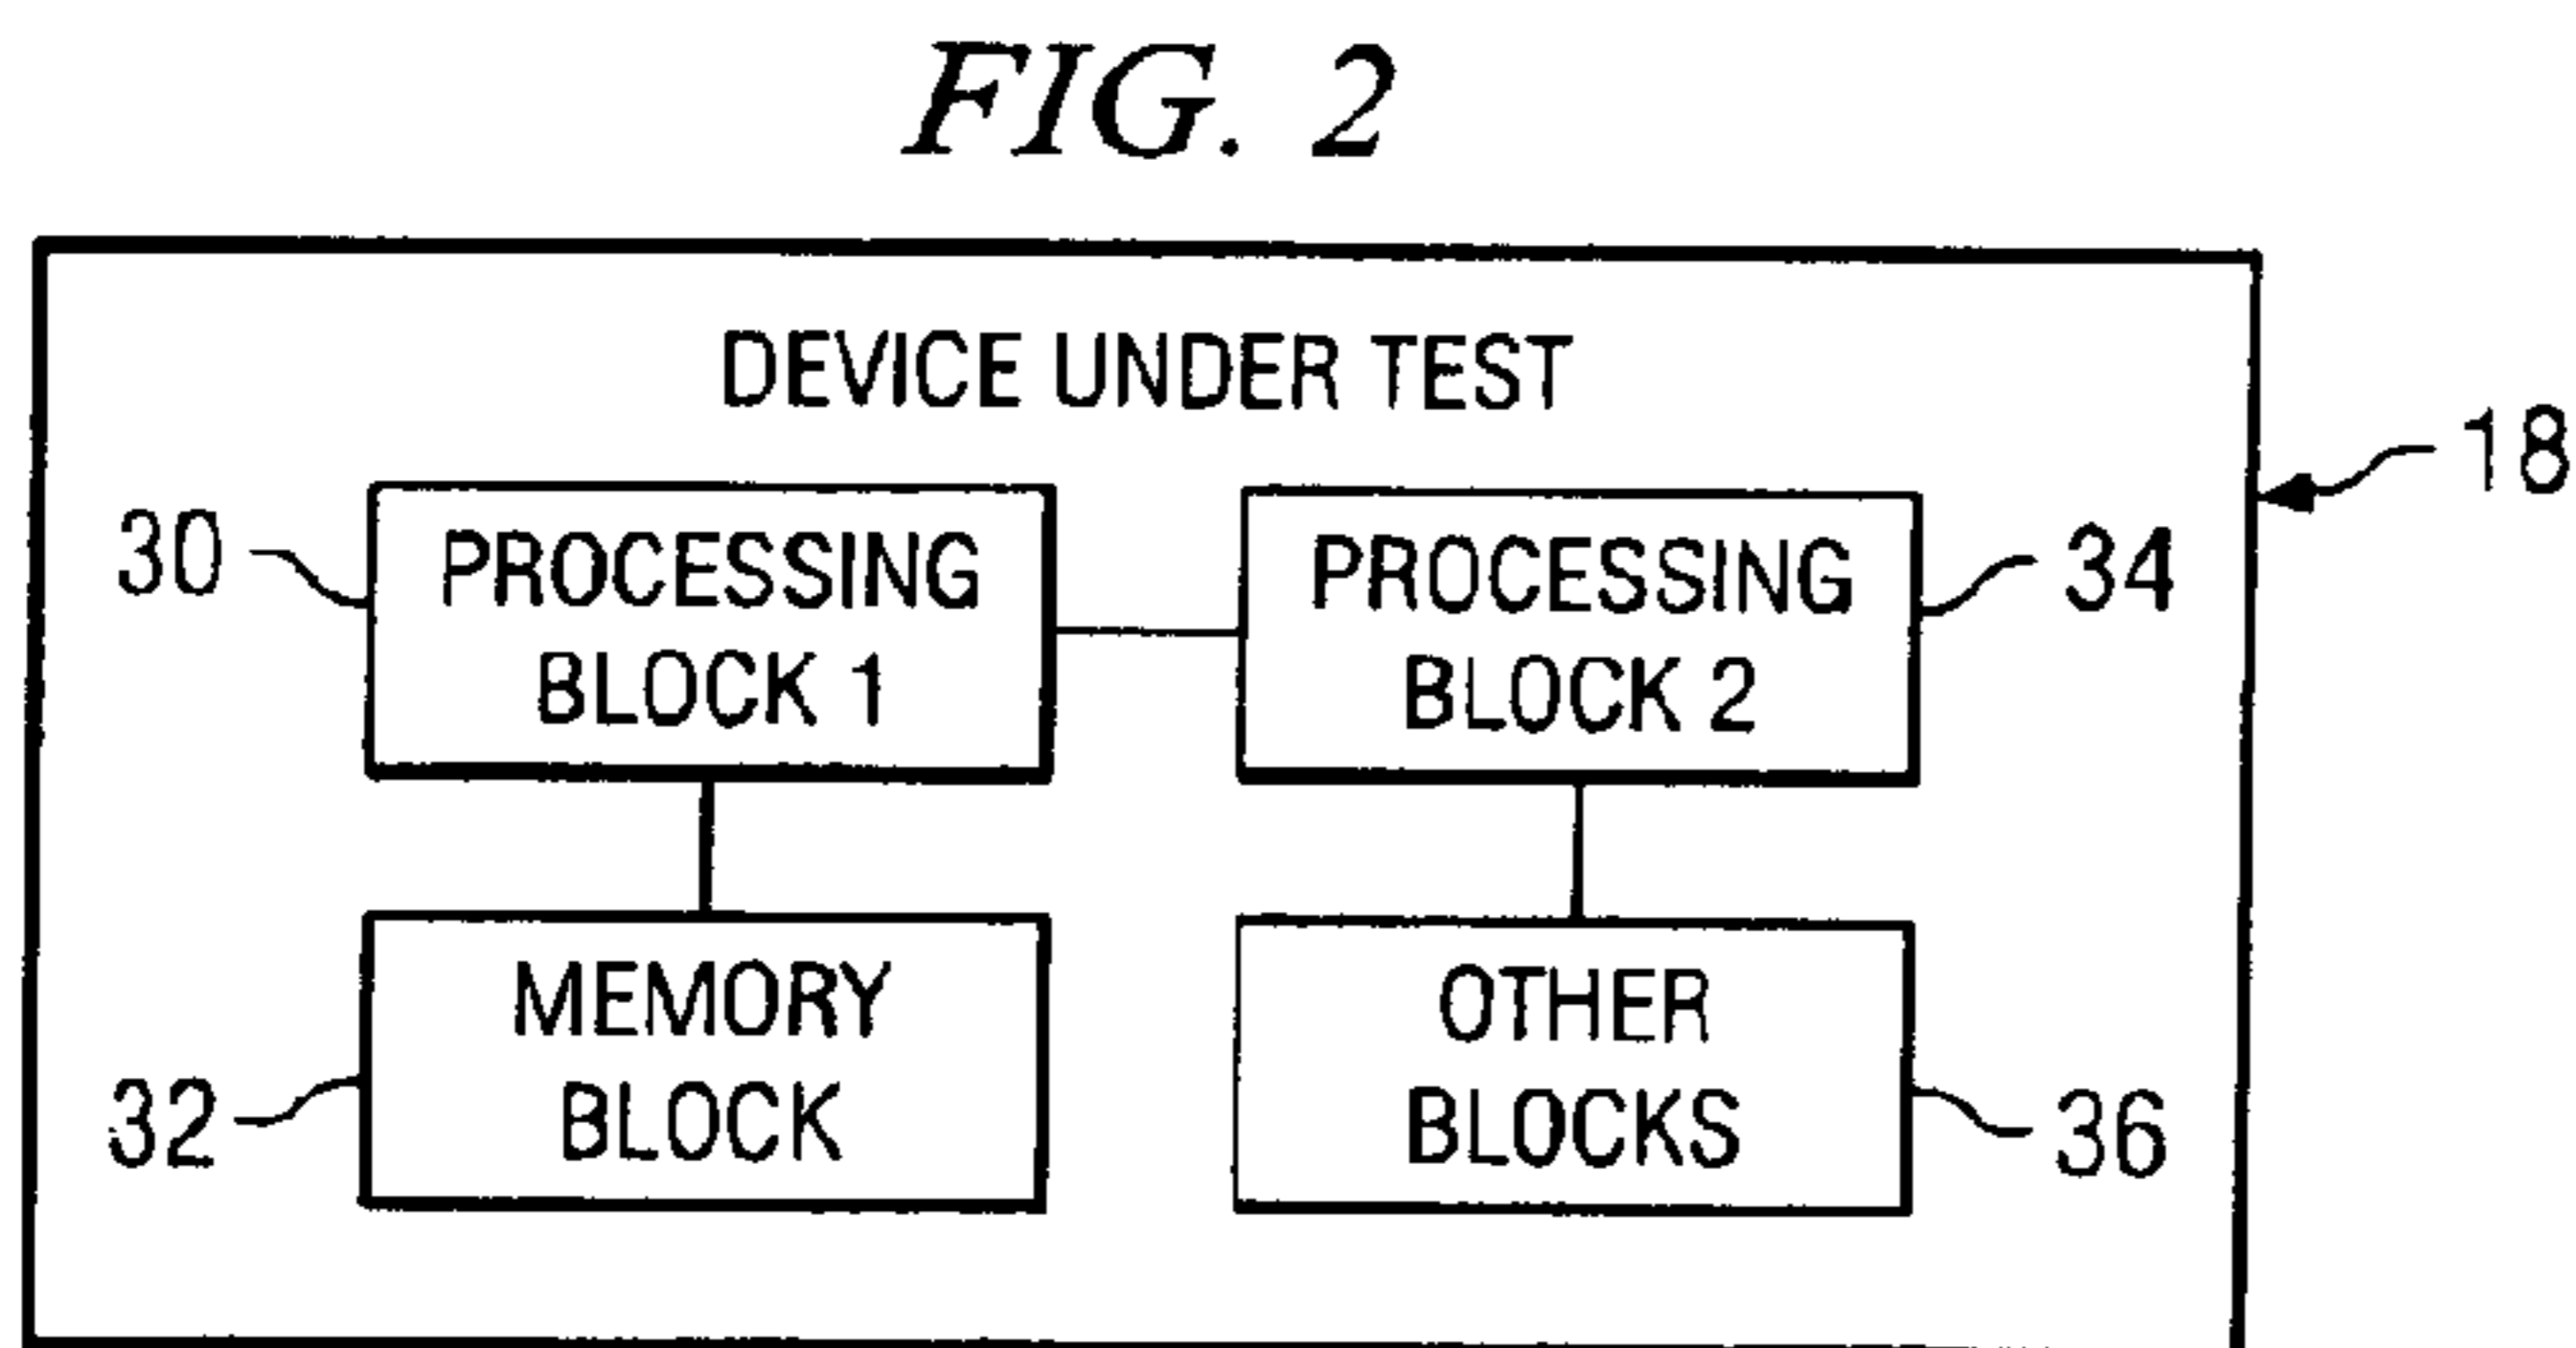 FIG. 2
DEVICE UNDER TEST
18
30
PROCESSING
BLOCK 1
PROCESSING
BLOCK 2
34
MEMORY
BLOCK
32
OTHER
BLOCKS
36